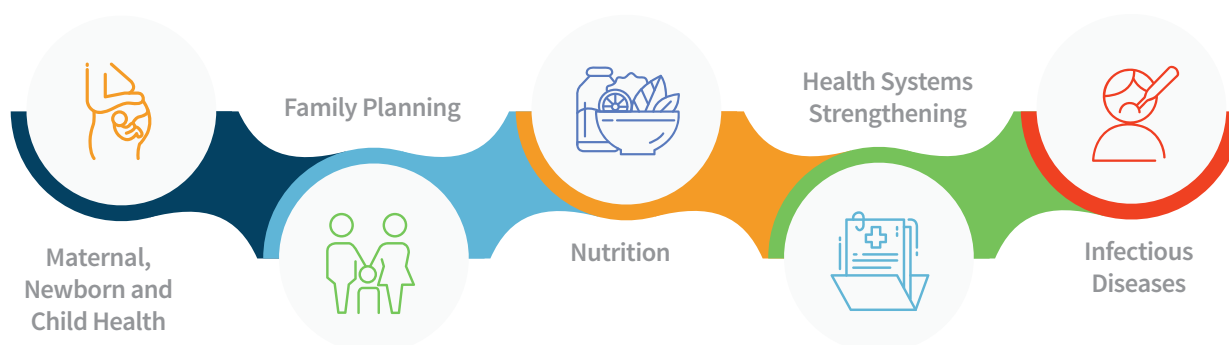 Maternal,
Newborn and
Child Health
Family Planning
Nutrition
Health Systems
Strengthening
Infectious
Diseases